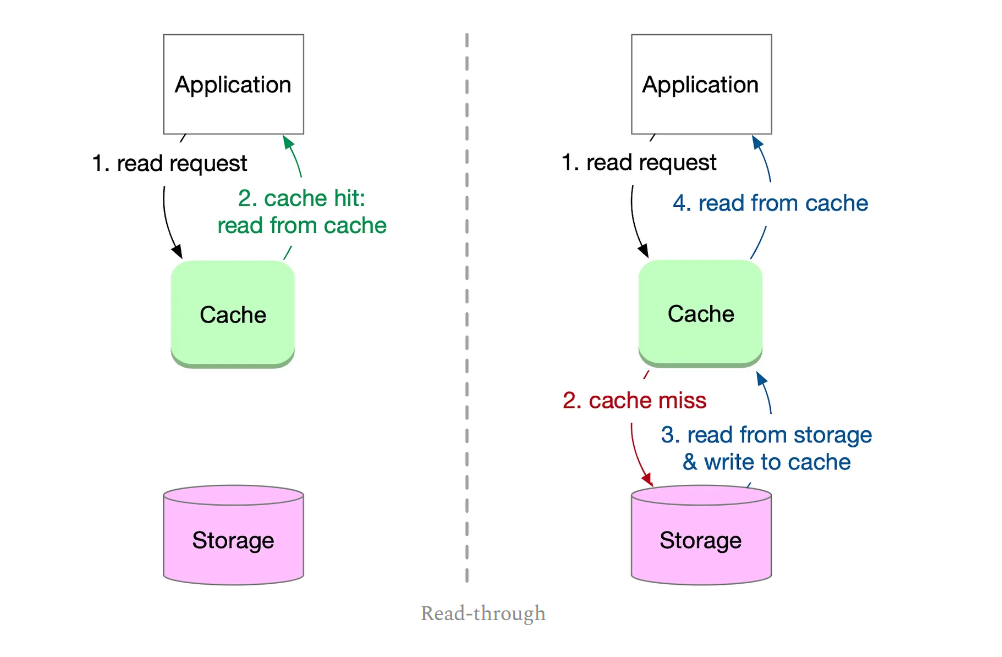 Application
1. read request
2. cache hit:
read from cache
Cache
Storage
Application
1. read request
4. read from cache
Cache
2. cache miss
3. read from storage
& write to cache
Storage
Read-through